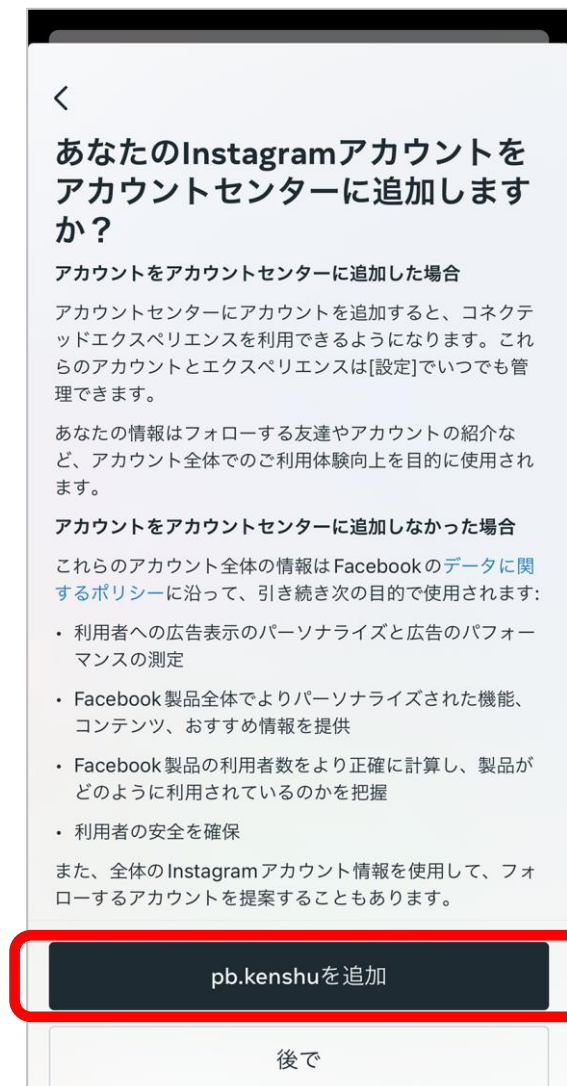 あなたのInstagramアカウントを
アカウントセンターに追加します
か？
アカウントをアカウントセンターに追加した場合
アカウントセンターにアカウントを追加すると、コネクテ
ッドエクスペリエンスを利用できるようになります。これ
らのアカウントとエクスペリエンスは[設定]でいつでも管
理できます。
あなたの情報はフォローする友達やアカウントの紹介な
ど、アカウント全体でのご利用体験向上を目的に使用され
ます。
アカウントをアカウントセンターに追加しなかった場合
これらのアカウント全体の情報はFacebookのデータに関
するポリシーに沿って、引き続き次の目的で使用されます:
・ 利用者への広告表示のパーソナライズと広告のパフォー
マンスの測定
・ Facebook製品全体でよりパーソナライズされた機能、
コンテンツ、おすすめ情報を提供
・ Facebook製品の利用者数をより正確に計算し、製品が
どのように利用されているのかを把握
・ 利用者の安全を確保
また、全体のInstagramアカウント情報を使用して、フォ
ローするアカウントを提案することもあります。
pb.kenshuを追加
後で